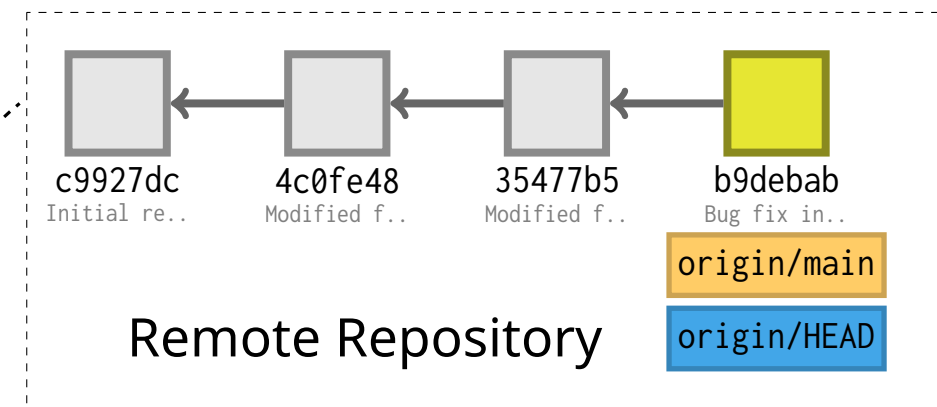 c9927dc 4c0fe48 35477b5 b9debab
Initial re.. Modified f.. Modified f.. Bug fix in..
origin/main
Remote Repository
origin/HEAD